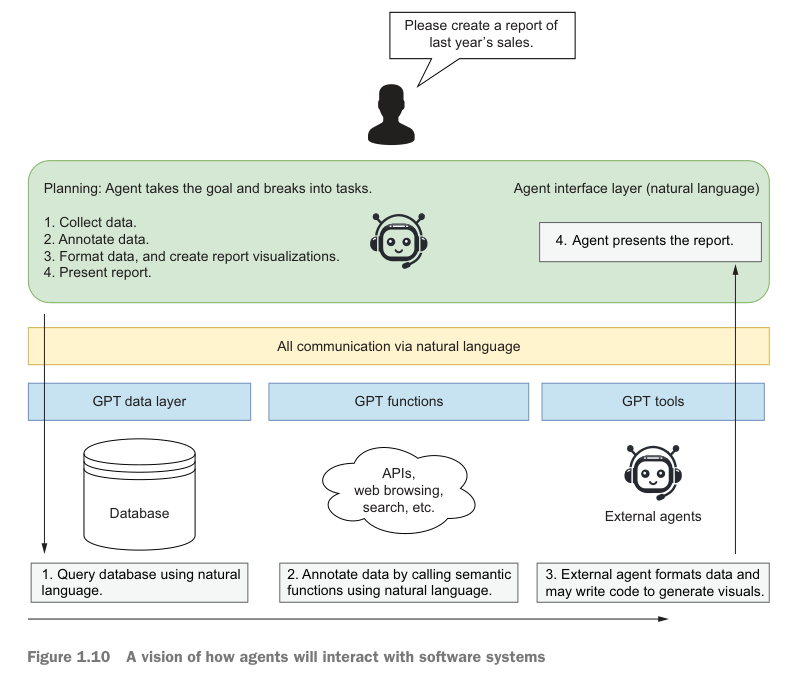 Please create a report of
last year's sales.
Planning: Agent takes the goal and breaks into tasks.
Agent interface layer (natural language)
1. Collect data.
2. Annotate data.
3. Format data, and create report visualizations.
4. Present report.
4. Agent presents the report.
All communication via natural language
GPT data layer
GPT functions
GPT tools
Database
APIs,
web browsing,
search, etc.
External agents
1. Query database using natural
language.
2. Annotate data by calling semantic
functions using natural language.
3. External agent formats data and
may write code to generate visuals.
Figure 1.10 A vision of how agents will interact with software systems